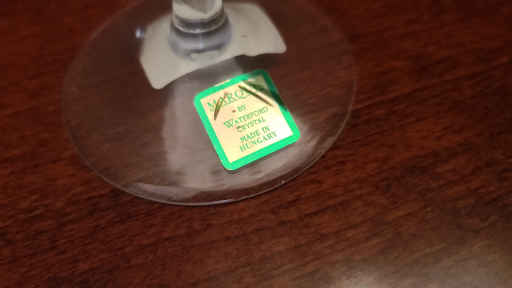 BY
WATERFORD
CRYSTAL
MADE IN
HUNGARY